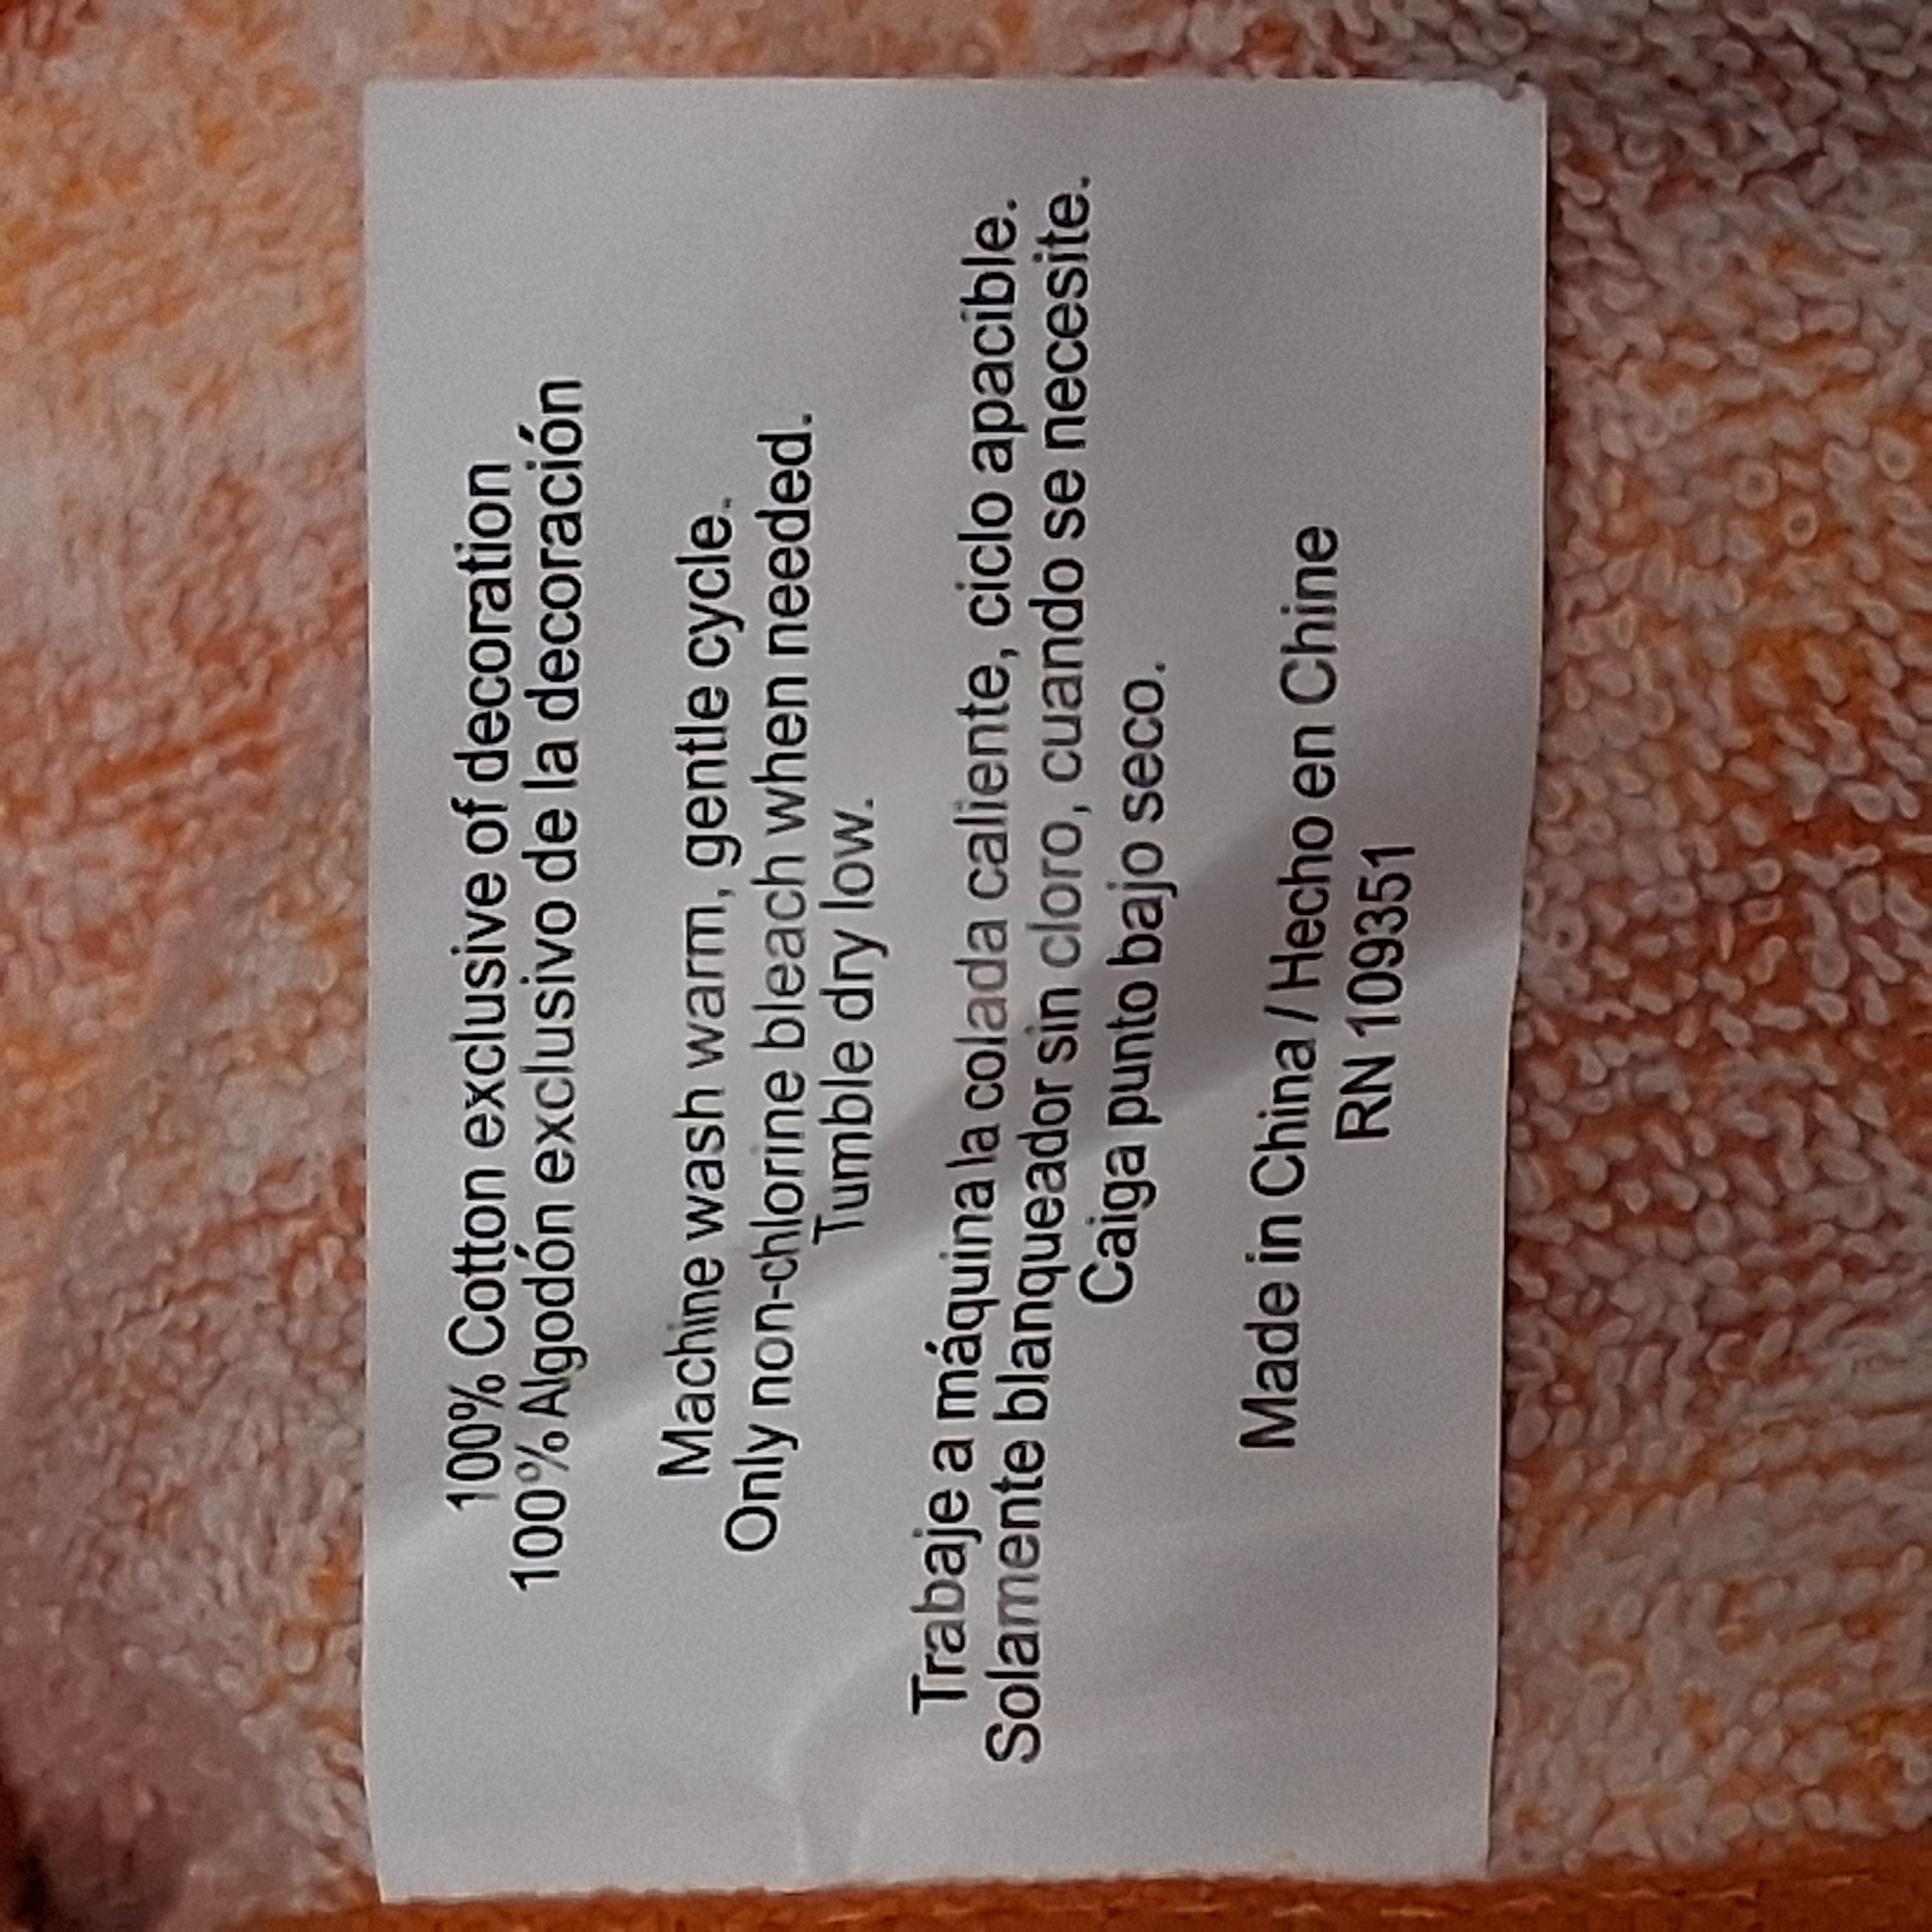 100% Cotton exclusive of decoration
100% Algodón exclusivo de la decoración
Machine wash warm, gentle cycle.
Only non-chlorine bleach when needed.
Tumble dry low.
Trabaje a máquina la colada caliente, ciclo apacible.
Solamente blanqueador sin cloro, cuando se necesite.
Caiga punto bajo seco.
Made in China / Hecho en Chine
RN 109351